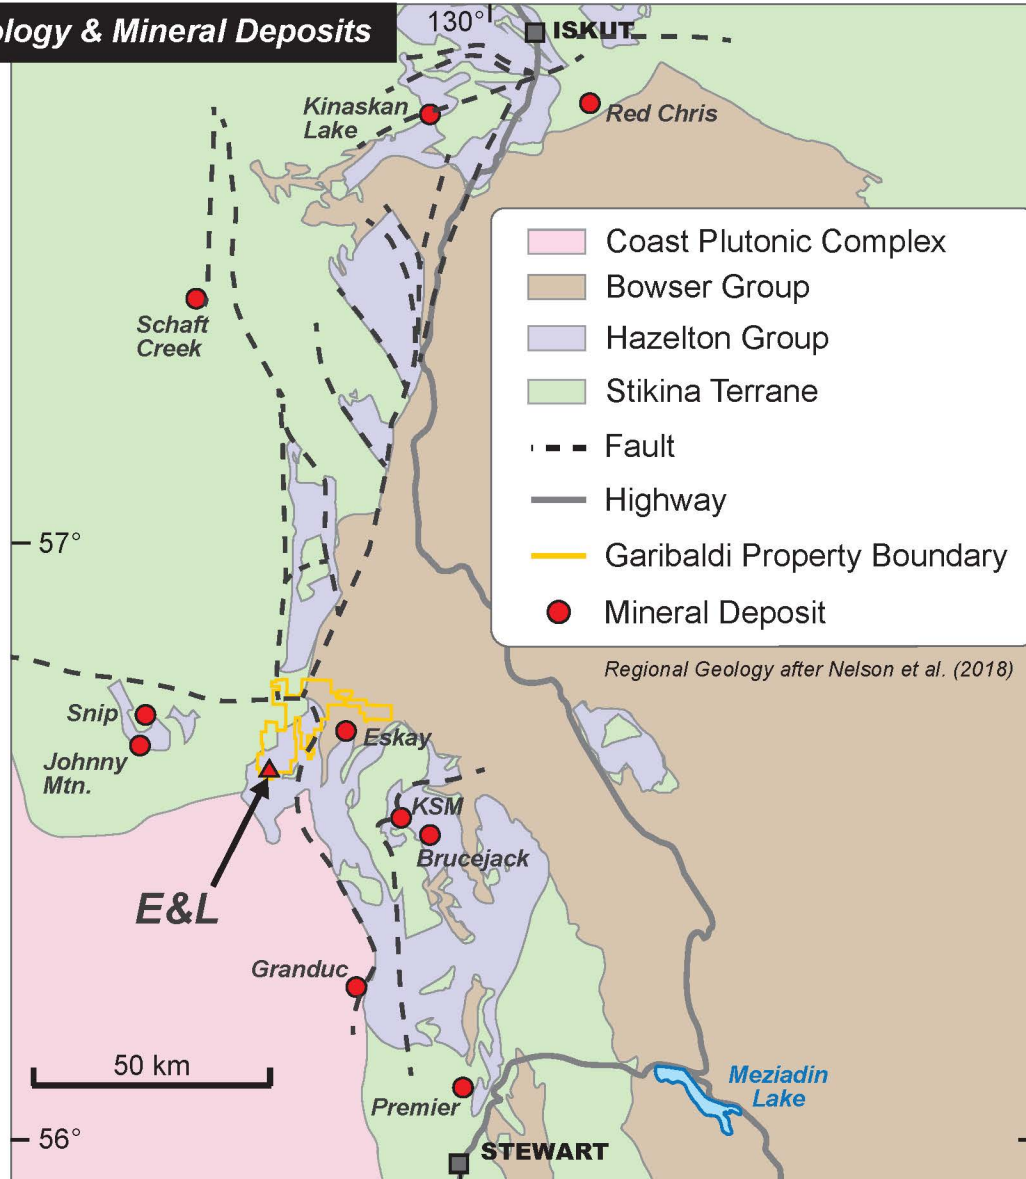 ology & Mineral Deposits
130°
ISKUT
Kinaskan
Lake
Red Chris
Schaft
Creek
Coast Plutonic Complex
Bowser Group
Hazelton Group
Stikina Terrane
Fault
Highway
Garibaldi Property Boundary
Mineral Deposit
57°
Regional Geology after Nelson et al. (2018)
Snip
Eskay
Johnny
Mtn.
KSM
Brucejack
E&L
Granduc
50 km
Meziadin
Lake
Premier
56°
STEWART